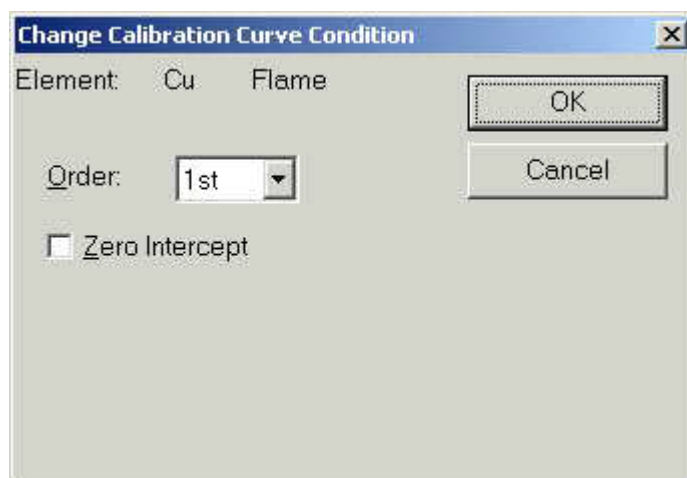 Change Calibration Curve Condition
Element: Cu Flame
OK
Order: 1st
Cancel
Zero Intercept